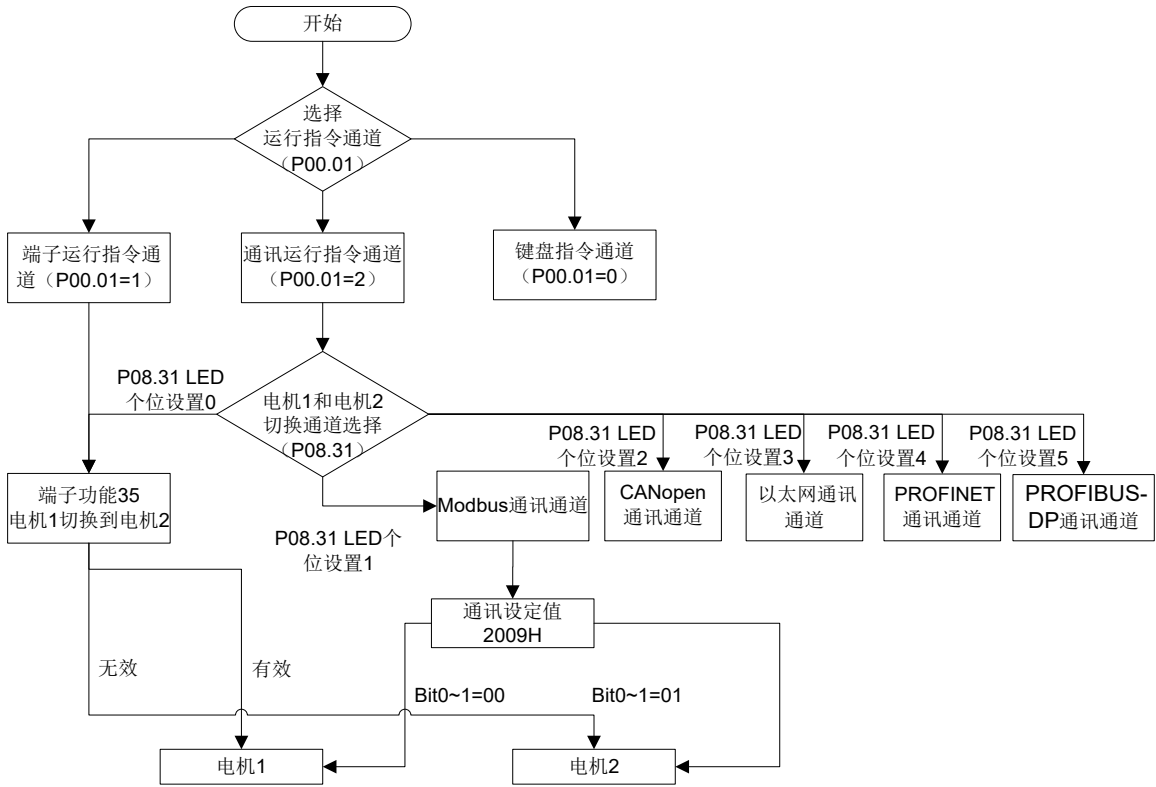 开始
选择
运行指令通道
（P00.01）
端子运行指令通
道（P00.01=1）
通讯运行指令通道
（P00.01=2）
键盘指令通道
（P00.01=0）
P08.31 LED
个位设置0
电机1和电机2
切换通道选择
（P08.31）
P08.31 LED
个位设置2
P08.31 LED
个位设置3
P08.31 LED
个位设置4
P08.31 LED
个位设置5
端子功能35
电机1切换到电机2
Modbus通讯通道
CANopen
通讯通道
以太网通讯
通道
PROFINET
通讯通道
PROFIBUS-
DP通讯通道
P08.31 LED个
位设置1
通讯设定值
2009H
无效
有效
Bit0~1=00
Bit0~1=01
电机1
电机2